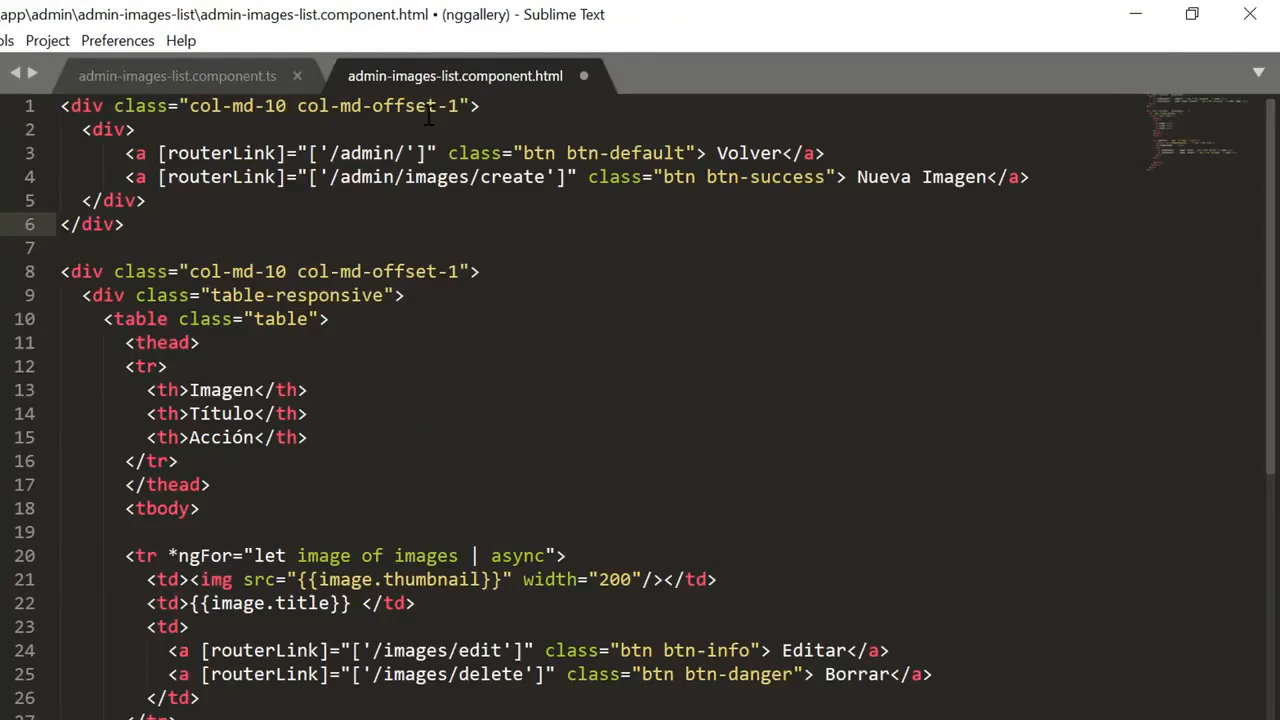 app\admin\admin-images-list\admin-images-list.component.html • (nggallery) - Sublime Text
ols Project Preferences Help
admin-images-list.component.ts × admin-images-list.component.html
1 <div class="col-md-10 col-md-offset-1">
2 <div>
3 <a [routerLink]="['/admin/']" class="btn btn-default"> Volver</a>
4 <a [routerLink]="['/admin/images/create']" class="btn btn-success"> Nueva Imagen</a>
5 </div>
6 </div>
7
8 <div class="col-md-10 col-md-offset-1">
9 <div class="table-responsive">
10 <table class="table">
11 <thead>
12 <tr>
13 <th>Imagen</th>
14 <th>Título</th>
15 <th>Acción</th>
16 </tr>
17 </thead>
18 <tbody>
19
20 <tr *ngFor="let image of images | async">
21 <td><img src="{{image.thumbnail}}" width="200"/></td>
22 <td>{{image.title}} </td>
23 <td>
24 <a [routerLink]="['/images/edit']" class="btn btn-info"> Editar</a>
25 <a [routerLink]="['/images/delete']" class="btn btn-danger"> Borrar</a>
26 </td>
27 </tr>